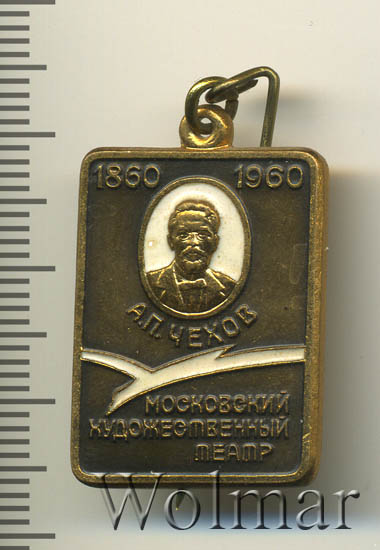 1860 1960
А.П. ЧЕХОВ
МОСКОВСКИЙ
ХУДОЖЕСТВЕННЫЙ
ТЕАТР
Wolmar